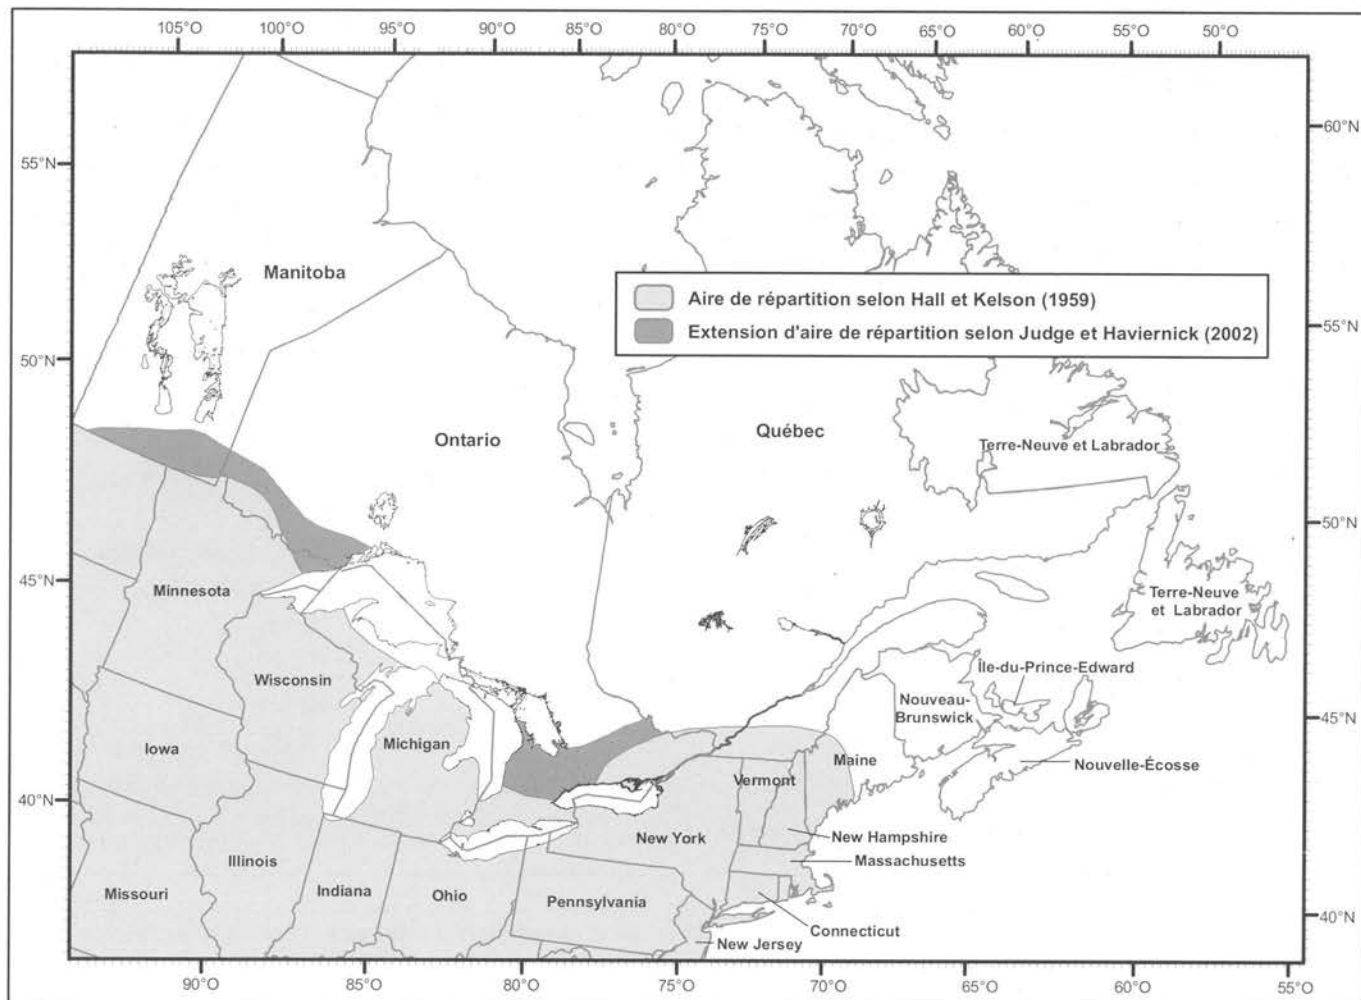 105°O 100°O 95°O 90°O 85°O 80°O 75°O 70°O 65°O 60°O 55°O 50°O
60°N
55°N
Manitoba
Aire de répartition selon Hall et Kelson (1959)
Extension d'aire de répartition selon Judge et Haviernick (2002)
55°N
50°N
Ontario
Québec
Terre-Neuve et Labrador
50°N
45°N
Minnesota
Terre-Neuve
et Labrador
Île-du-Prince-Edward
Wisconsin
Nouveau-
Brunswick
45°N
Iowa
Michigan
Maine
Nouvelle-Écosse
Vermont
40°N
New York
New Hampshire
Massachusetts
Illinois
Missouri
Indiana
Ohio
Pennsylvania
40°N
Connecticut
New Jersey
90°O 85°O 80°O 75°O 70°O 65°O 60°O 55°O